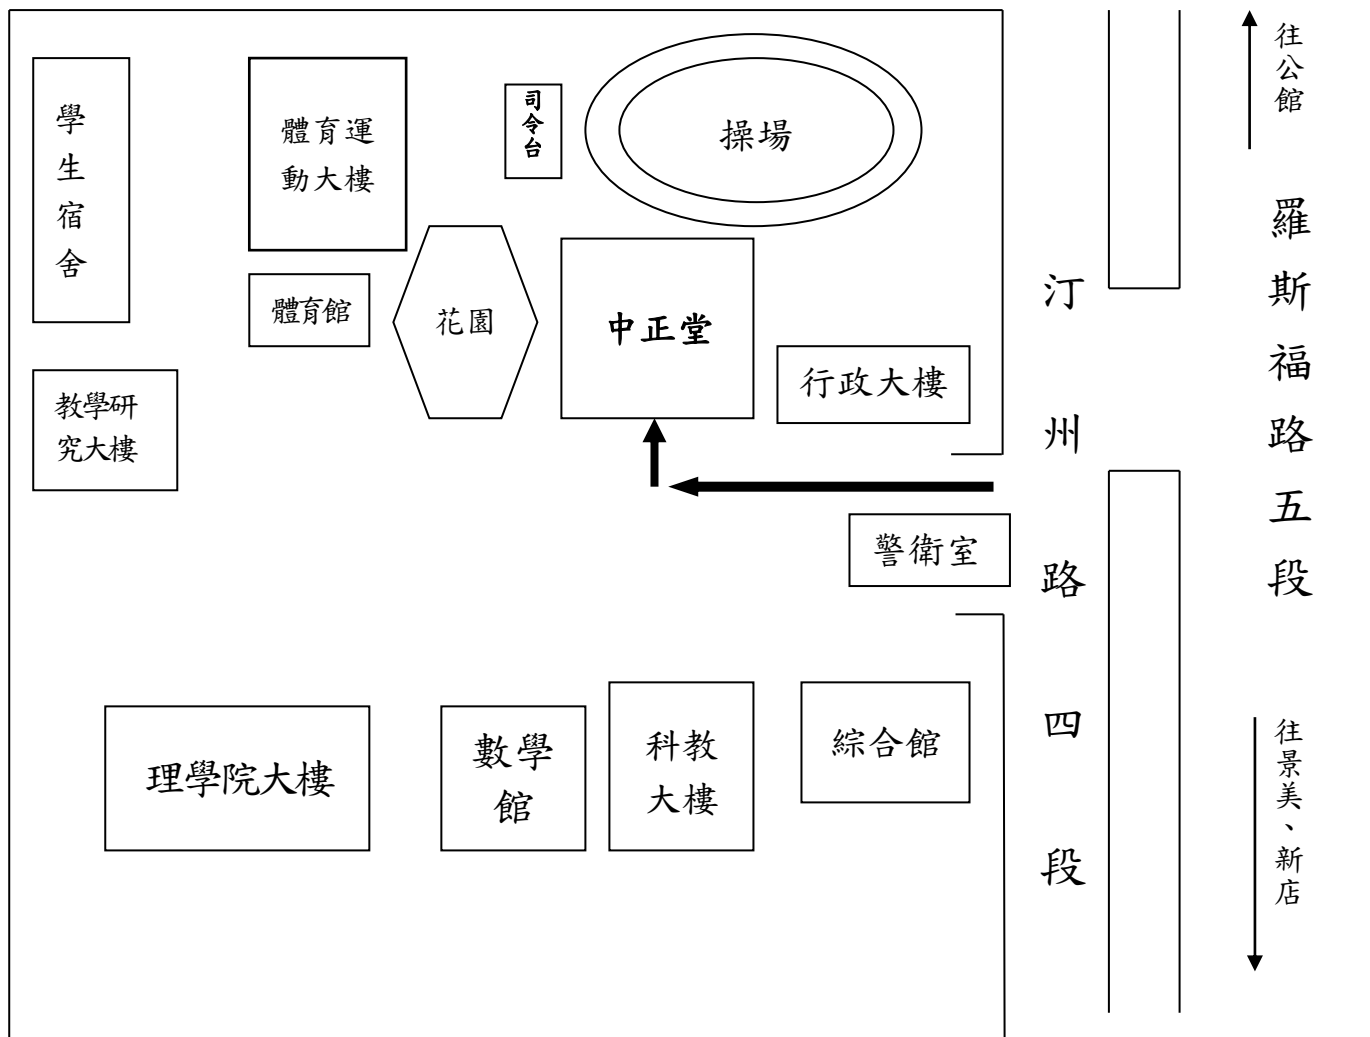 往公館
羅斯福路五段
往景美、新店
汀州路四段
學生宿舍
體育運
動大樓
司令台
操場
體育館
花園
中正堂
行政大樓
教學研
究大樓
警衛室
理學院大樓
數學
館
科教
大樓
綜合館